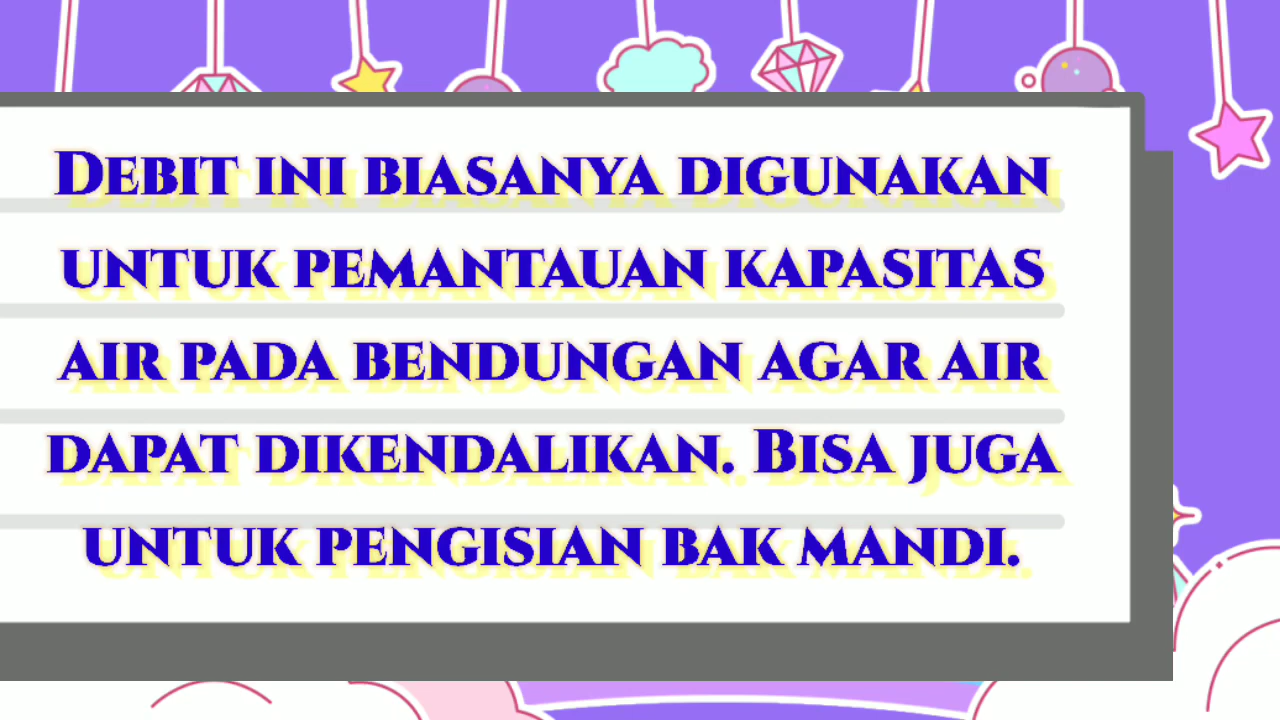 Debit ini biasanya digunakan
untuk pemantauan kapasitas
air pada bendungan agar air
dapat dikendalikan. Bisa juga
untuk pengisian bak mandi.